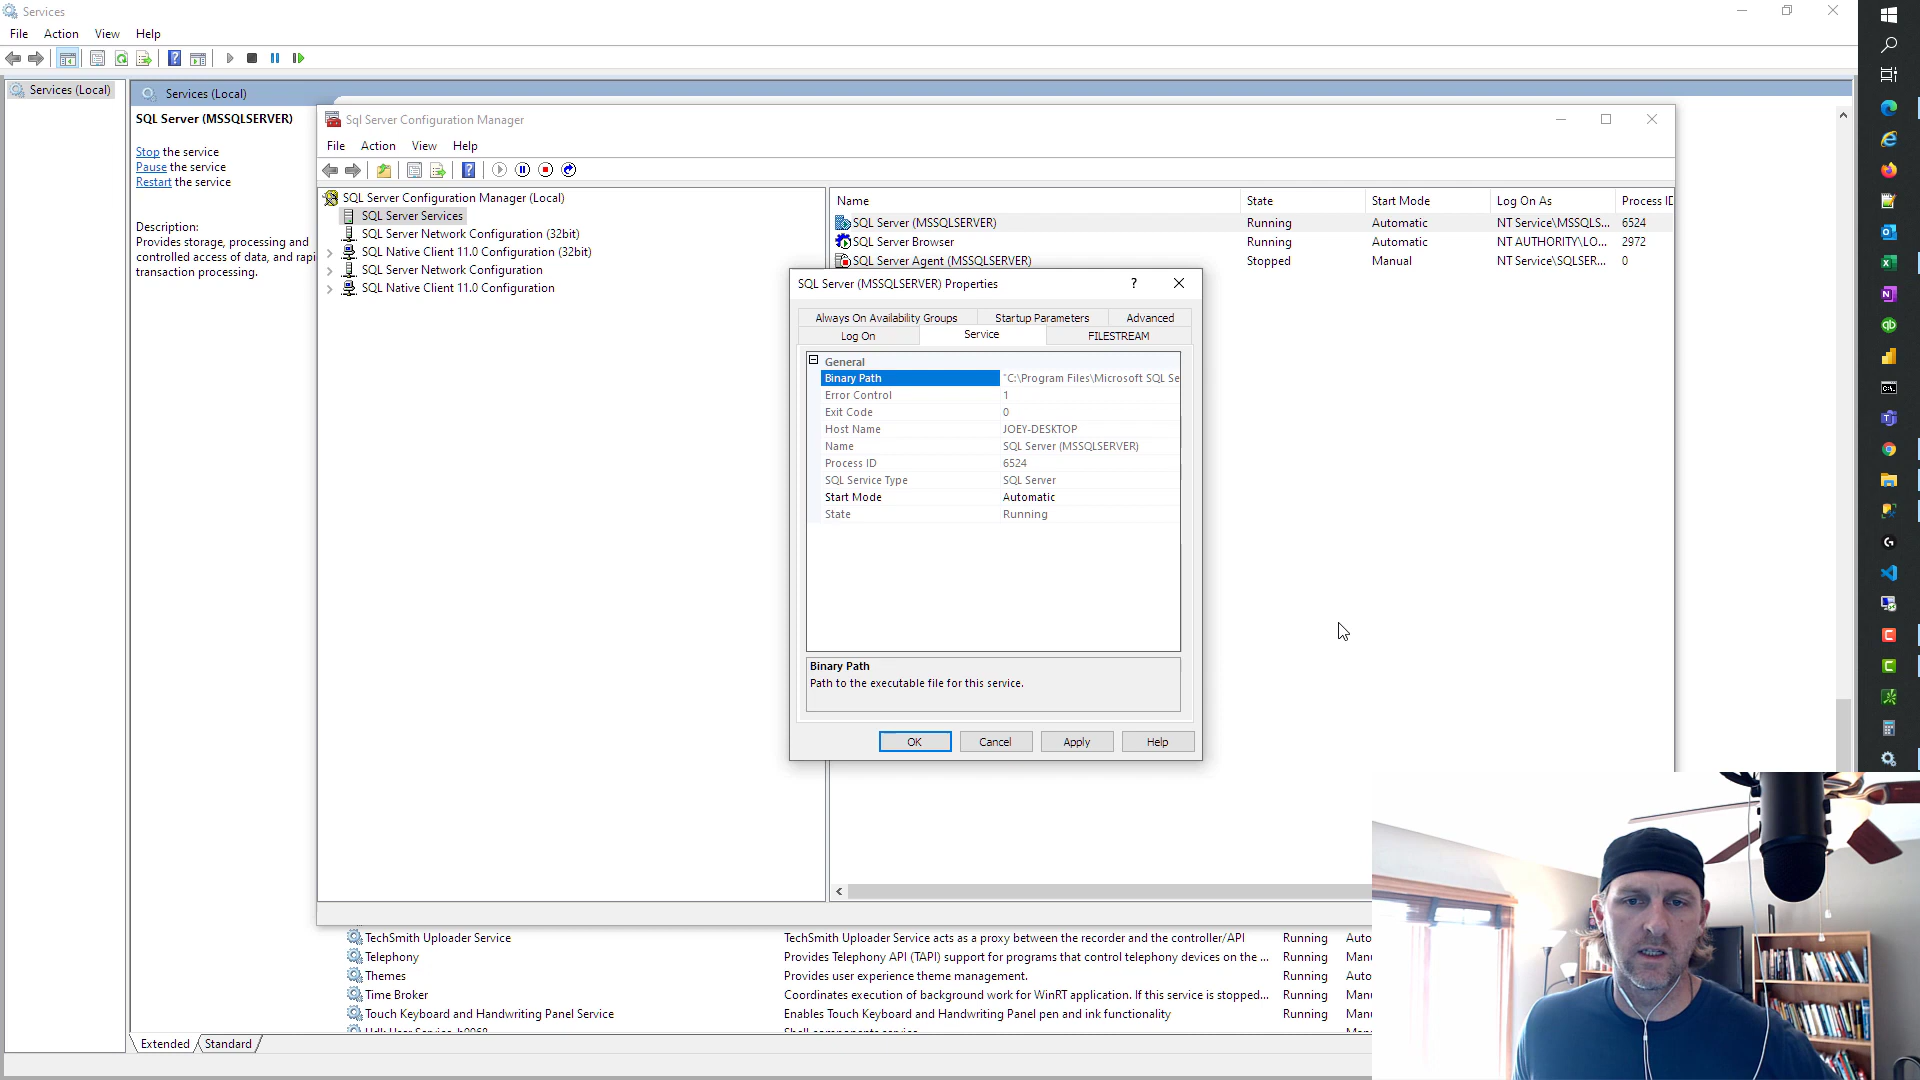 Services
File Action View Help
Services (Local)
Services (Local)
SQL Server (MSSQLSERVER)
Stop the service
Pause the service
Restart the service
Description:
Provides storage, processing and
controlled access of data, and rapi
transaction processing.
Sql Server Configuration Manager
File Action View Help
SQL Server Configuration Manager (Local)
SQL Server Services
SQL Server Network Configuration (32bit)
SQL Native Client 11.0 Configuration (32bit)
SQL Server Network Configuration
SQL Native Client 11.0 Configuration
Name State Start Mode Log On As Process ID
SQL Server (MSSQLSERVER) Running Automatic NT Service\MSSQLS... 6524
SQL Server Browser Running Automatic NT AUTHORITY\LO... 2972
SQL Server Agent (MSSQLSERVER) Stopped Manual NT Service\SQLSER... 0
SQL Server (MSSQLSERVER) Properties
Always On Availability Groups Startup Parameters Advanced
Log On Service FILESTREAM
General
Binary Path "C:\Program Files\Microsoft SQL Se
Error Control 1
Exit Code 0
Host Name JOEY-DESKTOP
Name SQL Server (MSSQLSERVER)
Process ID 6524
SQL Service Type SQL Server
Start Mode Automatic
State Running
Binary Path
Path to the executable file for this service.
OK Cancel Apply Help
TechSmith Uploader Service TechSmith Uploader Service acts as a proxy between the recorder and the controller/API Running Auto
Telephony Provides Telephony API (TAPI) support for programs that control telephony devices on the ... Running Manu
Themes Provides user experience theme management. Running Auto
Time Broker Coordinates execution of background work for WinRT application. If this service is stopped... Running Manu
Touch Keyboard and Handwriting Panel Service Enables Touch Keyboard and Handwriting Panel pen and ink functionality Running Manu
Extended Standard